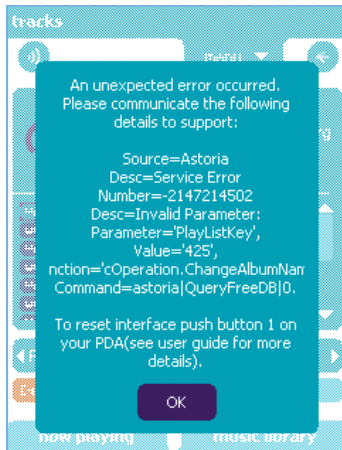 tracks
An unexpected error occurred.
Please communicate the following
details to support:
Source=Astoria
Desc=Service Error
Number=-2147214502
Desc=Invalid Parameter:
Parameter='PlayListKey',
Value='425',
nction='cOperation.ChangeAlbumNam
Command=astoria|QueryFreeDB|0.
To reset interface push button 1 on
your PDA(see user guide for more
details).
OK
now playing
music library